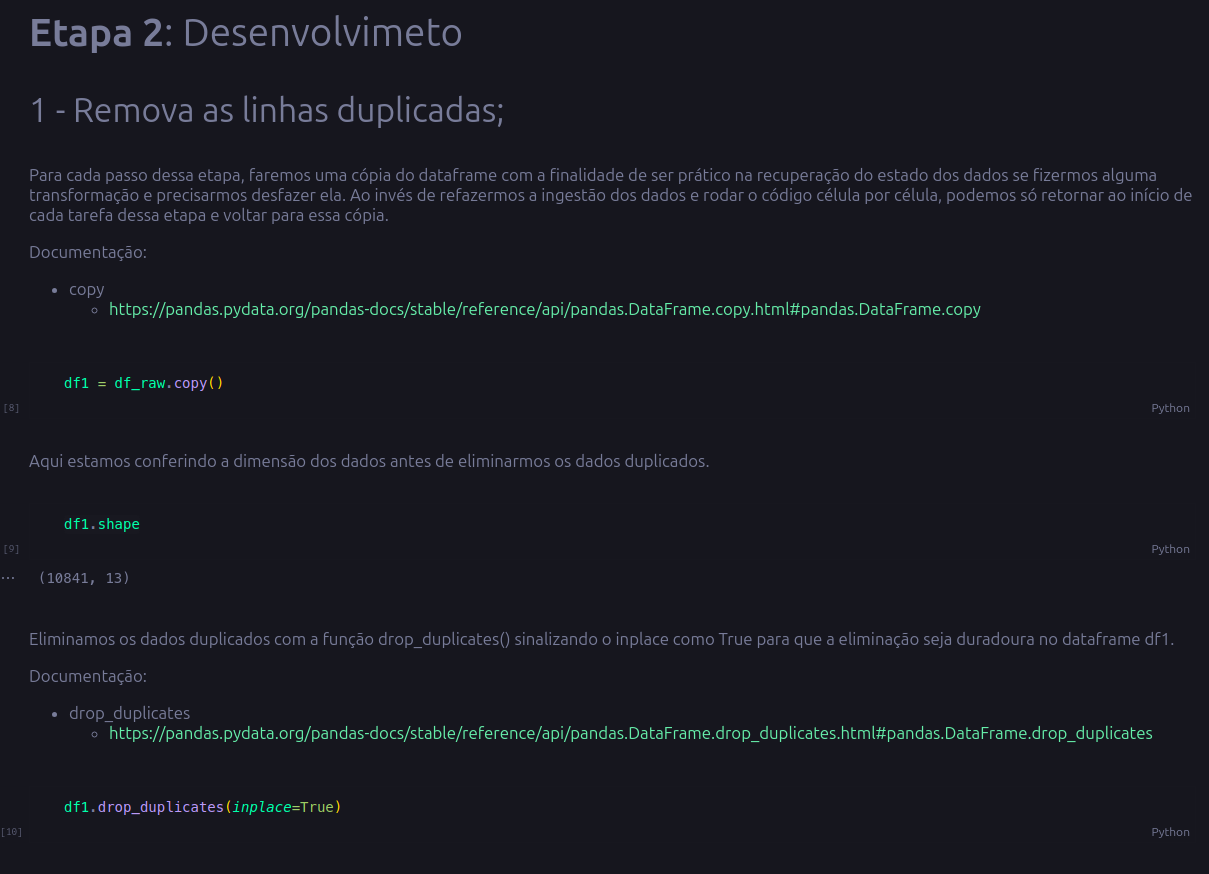 Etapa 2: Desenvolvimeto
1 - Remova as linhas duplicadas;
Para cada passo dessa etapa, faremos uma cópia do dataframe com a finalidade de ser prático na recuperação do estado dos dados se fizermos alguma
transformação e precisarmos desfazer ela. Ao invés de refazermos a ingestão dos dados e rodar o código célula por célula, podemos só retornar ao início de
cada tarefa dessa etapa e voltar para essa cópia.
Documentação:
• copy
◦ https://pandas.pydata.org/pandas-docs/stable/reference/api/pandas.DataFrame.copy.html#pandas.DataFrame.copy
df1 = df_raw.copy()
[8] Python
Aqui estamos conferindo a dimensão dos dados antes de eliminarmos os dados duplicados.
df1.shape
[9] Python
... (10841, 13)
Eliminamos os dados duplicados com a função drop_duplicates() sinalizando o inplace como True para que a eliminação seja duradoura no dataframe df1.
Documentação:
• drop_duplicates
◦ https://pandas.pydata.org/pandas-docs/stable/reference/api/pandas.DataFrame.drop_duplicates.html#pandas.DataFrame.drop_duplicates
df1.drop_duplicates(inplace=True)
[10] Python